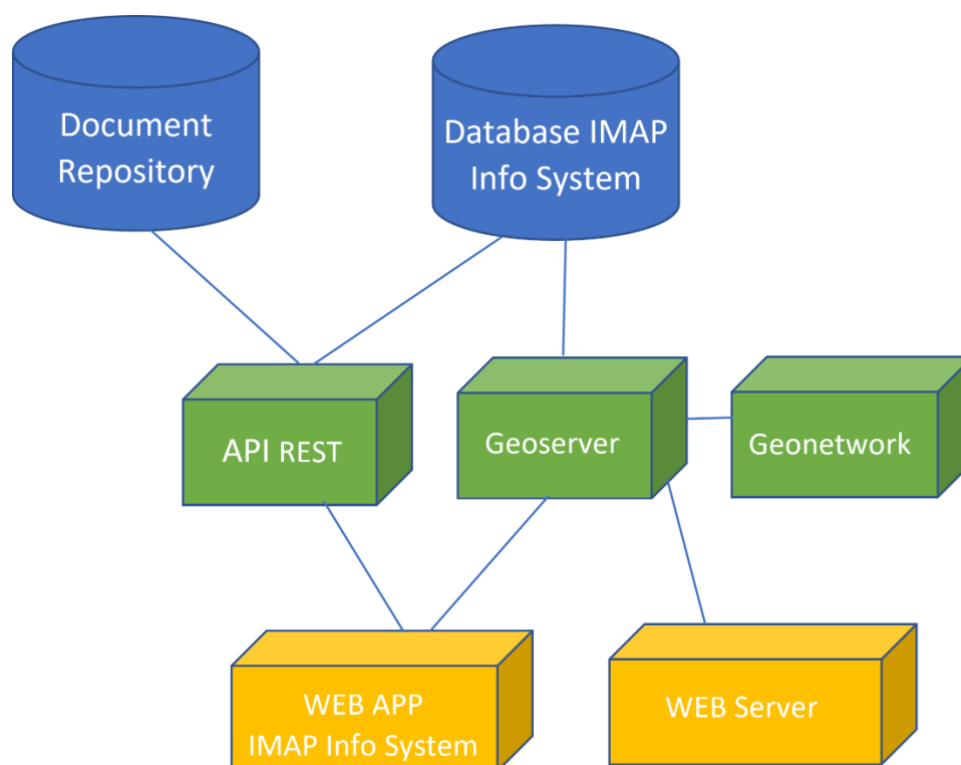 Document
Repository
Database IMAP
Info System
API REST
Geoserver
Geonetwork
WEB APP
IMAP Info System
WEB Server